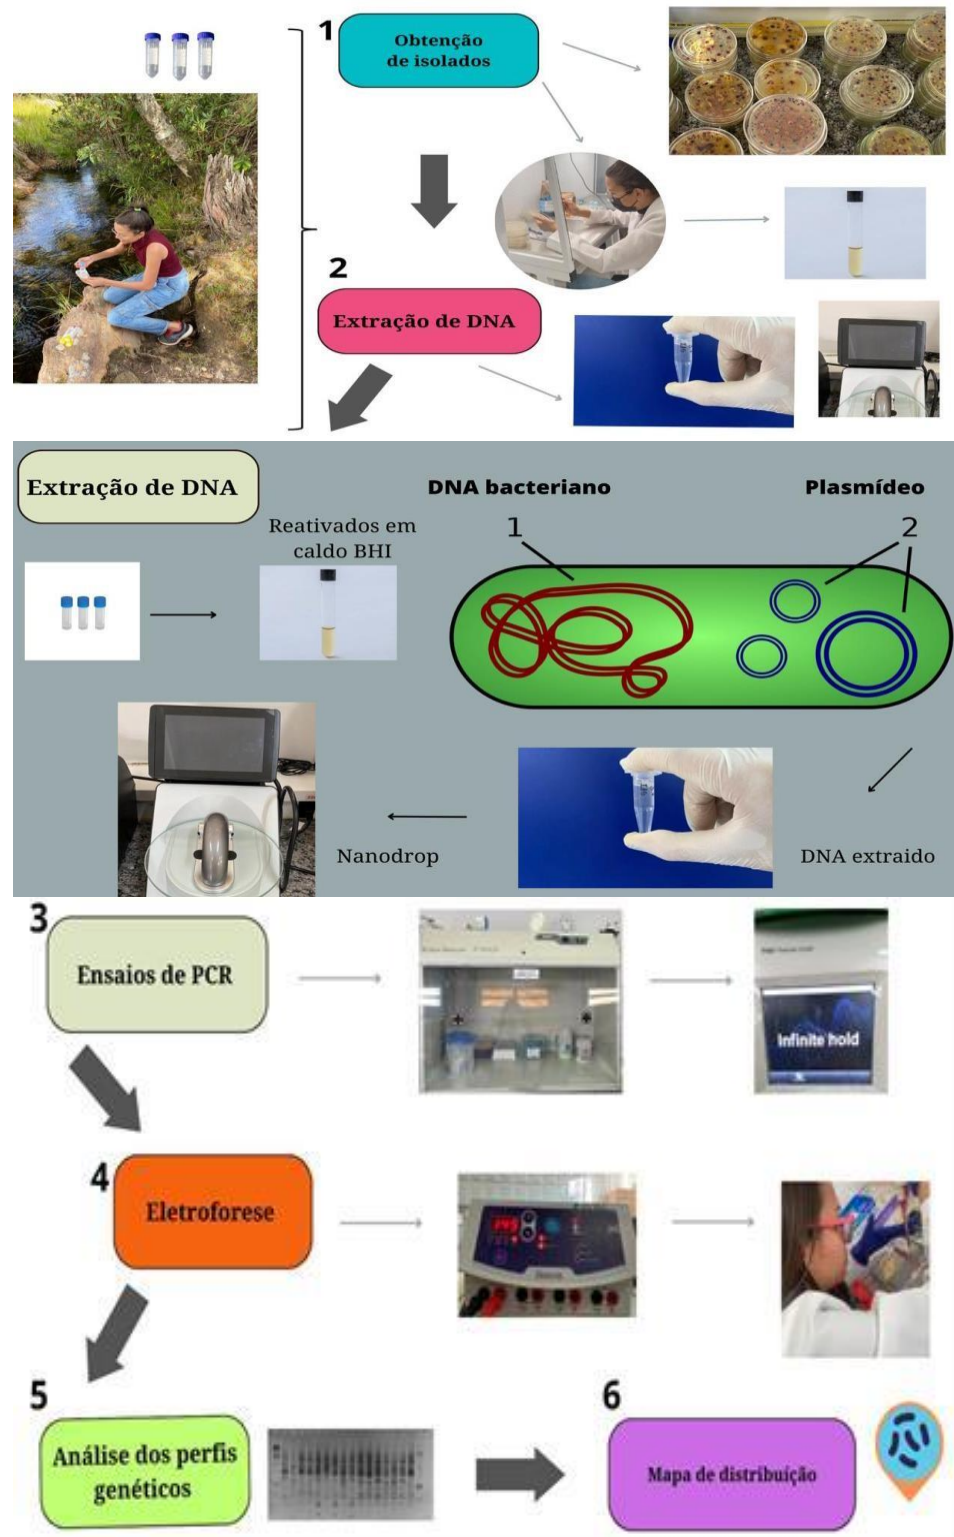 1
Obtenção
de isolados
2
Extração de DNA
Extração de DNA
DNA bacteriano
Plasmídeo
Reativados em
caldo BHI
1
2
Nanodrop
DNA extraido
3
Ensaios de PCR
Infinite hold
4
Eletroforese
145
5
Análise dos perfis
genéticos
6
Mapa de distribuíção